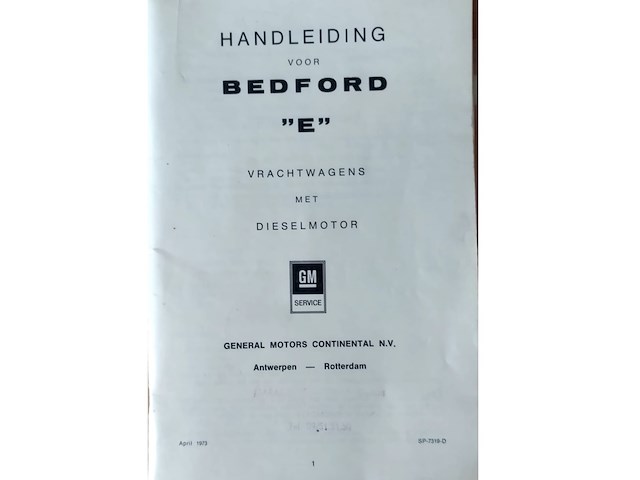 HANDLEIDING
VOOR
BEDFORD
”E”
VRACHTWAGENS
MET
DIESELMOTOR
GM
SERVICE
GENERAL MOTORS CONTINENTAL N.V.
Antwerpen — Rotterdam
April 1973
SP-7318-D
1